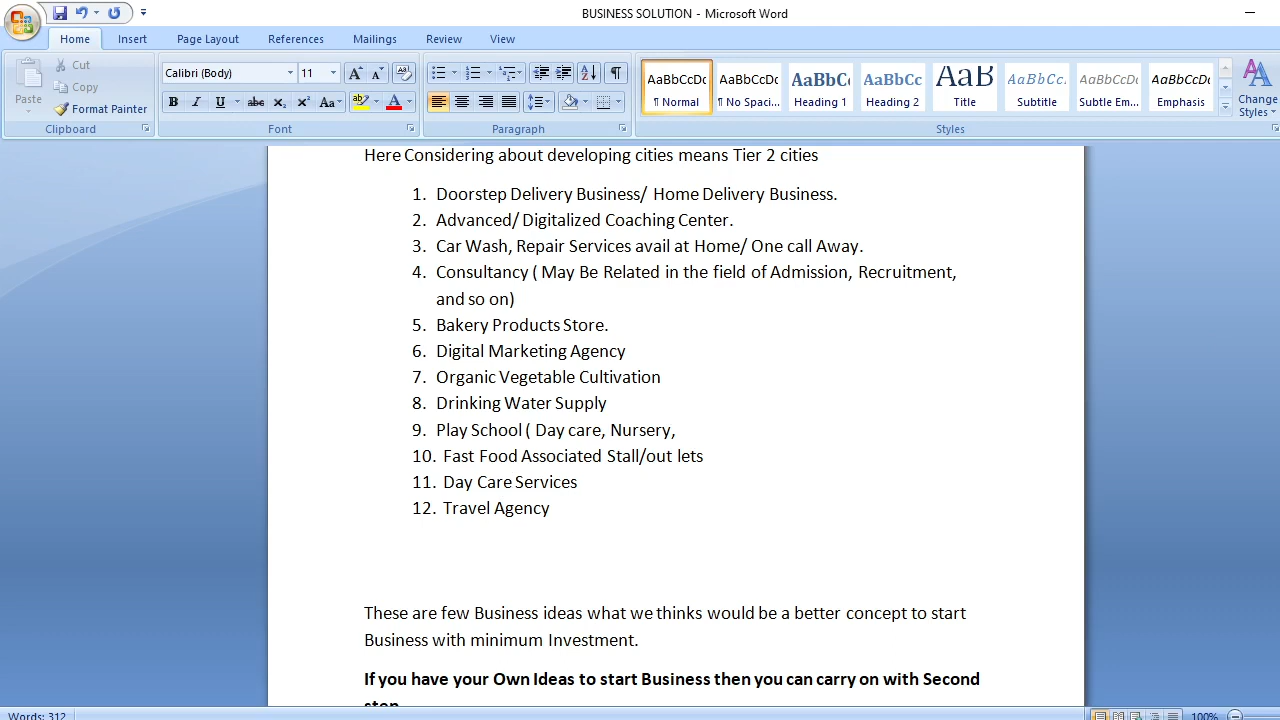 BUSINESS SOLUTION - Microsoft Word
Home Insert Page Layout References Mailings Review View
Cut
Copy
Paste
Format Painter
Clipboard
Calibri (Body) 11
B I U abc x₂ x² Aa
Font
Paragraph
AaBbCcDc AaBbCcDc AaBbC AaBbCc AaB AaBbCc. AaBbCcDc AaBbCcDc
¶ Normal ¶ No Spaci... Heading 1 Heading 2 Title Subtitle Subtle Em... Emphasis
Change
Styles
Styles
Here Considering about developing cities means Tier 2 cities
1. Doorstep Delivery Business/ Home Delivery Business.
2. Advanced/ Digitalized Coaching Center.
3. Car Wash, Repair Services avail at Home/ One call Away.
4. Consultancy ( May Be Related in the field of Admission, Recruitment,
and so on)
5. Bakery Products Store.
6. Digital Marketing Agency
7. Organic Vegetable Cultivation
8. Drinking Water Supply
9. Play School ( Day care, Nursery,
10. Fast Food Associated Stall/out lets
11. Day Care Services
12. Travel Agency
These are few Business ideas what we thinks would be a better concept to start
Business with minimum Investment.
If you have your Own Ideas to start Business then you can carry on with Second
step
Words: 312
100%